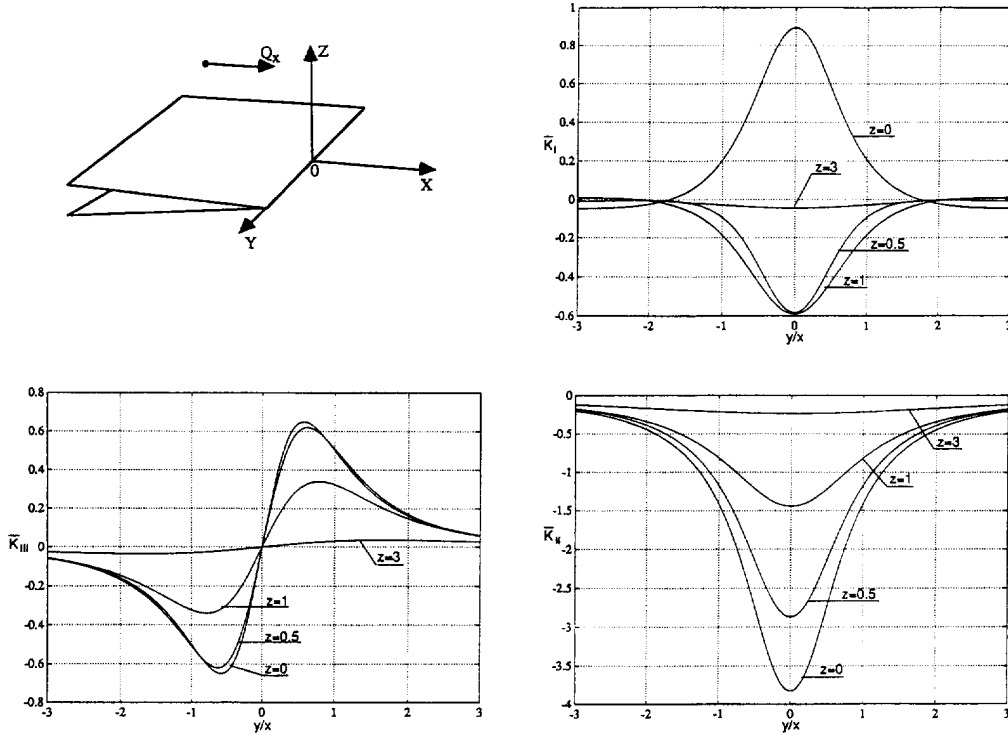 Qx
Z
0
X
Y
1
0.8
0.6
0.4
0.2
0
-0.2
-0.4
-0.6
K̄I
z=0
z=3
z=0.5
z=1
-3 -2 -1 0 1 2 3
y/x
0.8
0.6
0.4
0.2
0
-0.2
-0.4
-0.6
-0.8
K̄III
z=3
z=1
z=0.5
z=0
-3 -2 -1 0 1 2 3
y/x
0
-0.5
-1
-1.5
-2
-2.5
-3
-3.5
-4
K̄II
z=3
z=1
z=0.5
z=0
-3 -2 -1 0 1 2 3
y/x